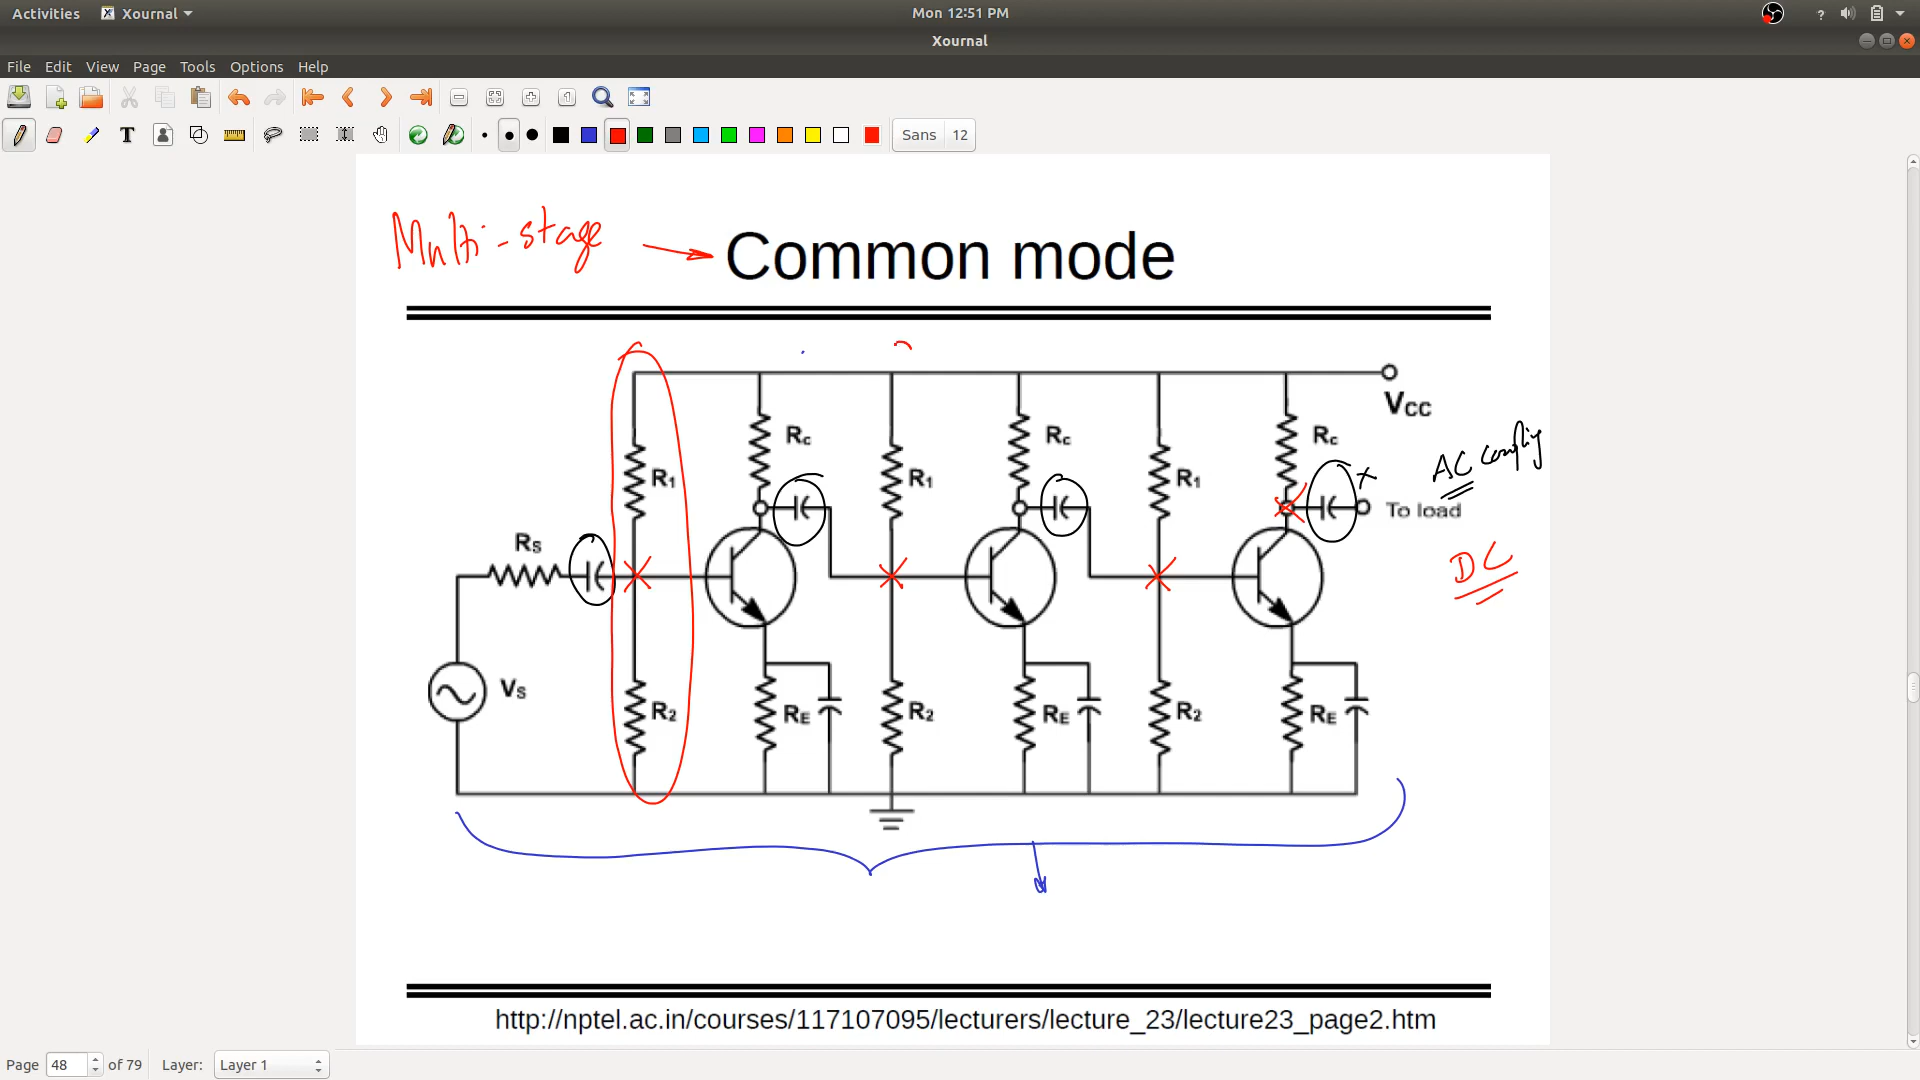 Activities Xournal Mon 12:51 PM ?
Xournal
File Edit View Page Tools Options Help
T Sans 12
Multi-stage Common mode
VCC
Rc Rc Rc
AC config
R1 R1 R1
x
To load
RS
DC
VS
R2 RE R2 RE R2 RE
http://nptel.ac.in/courses/117107095/lecturers/lecture_23/lecture23_page2.htm
Page 48 of 79 Layer: Layer 1